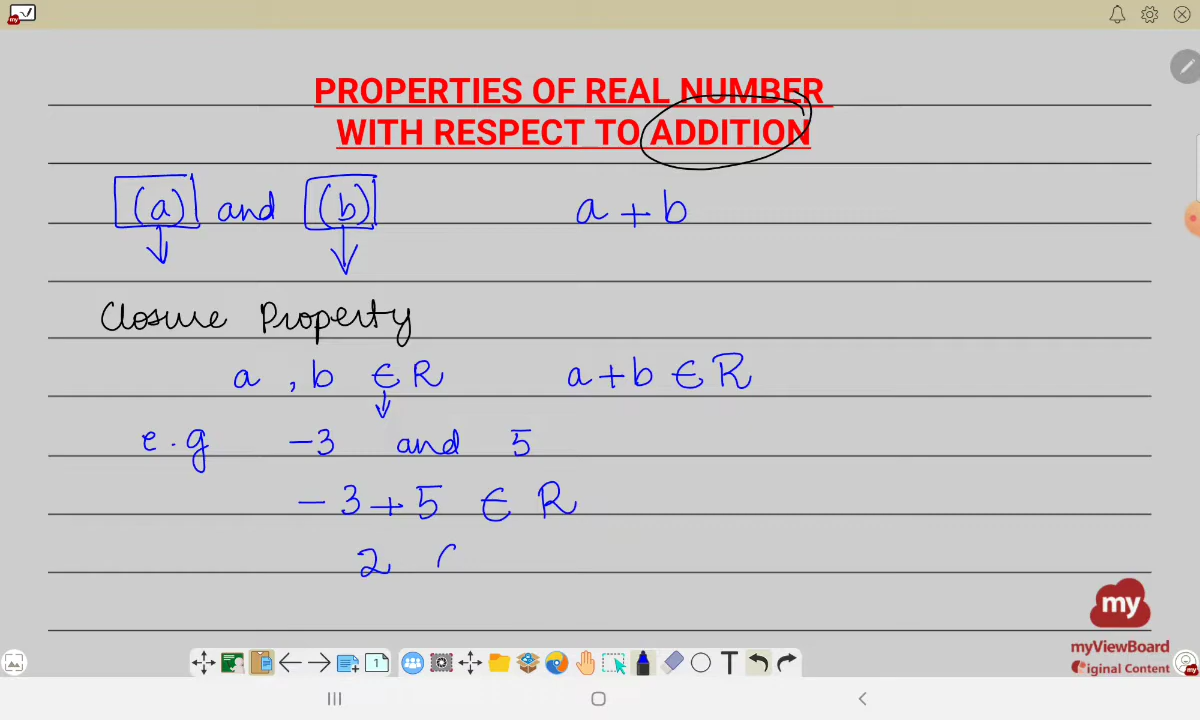 PROPERTIES OF REAL NUMBER
WITH RESPECT TO ADDITION
(a) and (b) a + b
Closure Property
a , b ∈ R a + b ∈ R
e.g -3 and 5
-3 + 5 ∈ R
2
my
myViewBoard
iginal Content